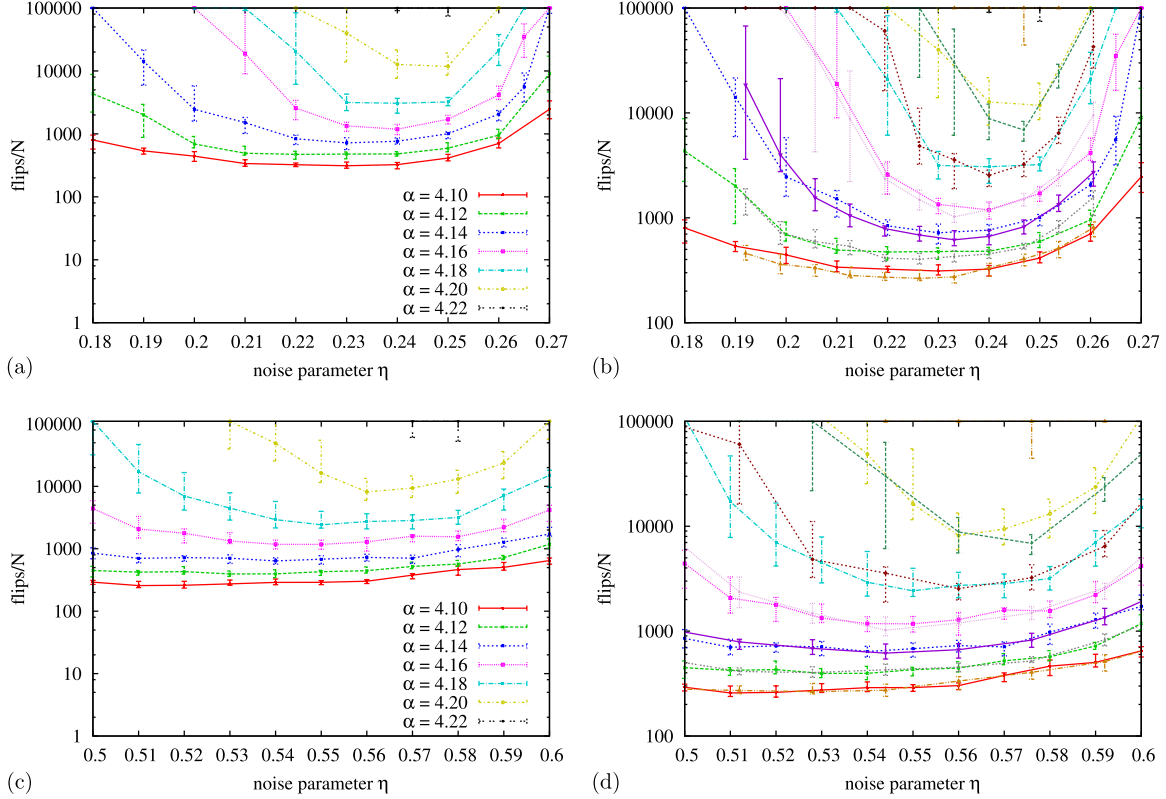 100000
10000
1000
100
10
1
flips/N
0.18 0.19 0.2 0.21 0.22 0.23 0.24 0.25 0.26 0.27
noise parameter η
α = 4.10
α = 4.12
α = 4.14
α = 4.16
α = 4.18
α = 4.20
α = 4.22
(a)
100000
10000
1000
100
flips/N
0.18 0.19 0.2 0.21 0.22 0.23 0.24 0.25 0.26 0.27
noise parameter η
(b)
100000
10000
1000
100
10
1
flips/N
0.5 0.51 0.52 0.53 0.54 0.55 0.56 0.57 0.58 0.59 0.6
noise parameter η
α = 4.10
α = 4.12
α = 4.14
α = 4.16
α = 4.18
α = 4.20
α = 4.22
(c)
100000
10000
1000
100
flips/N
0.5 0.51 0.52 0.53 0.54 0.55 0.56 0.57 0.58 0.59 0.6
noise parameter η
(d)